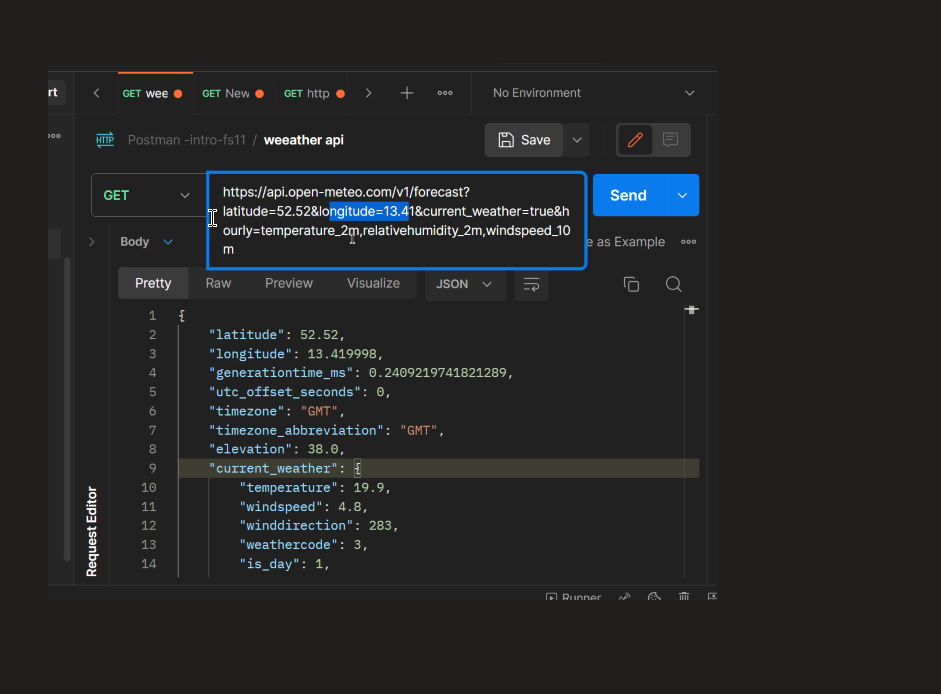 rt
GET wee GET New GET http No Environment
HTTP Postman -intro-fs11 / weeather api Save
GET https://api.open-meteo.com/v1/forecast? Send
latitude=52.52&longitude=13.41&current_weather=true&h
ourly=temperature_2m,relativehumidity_2m,windspeed_10
m
Body e as Example
Pretty Raw Preview Visualize JSON
1 {
2 "latitude": 52.52,
3 "longitude": 13.419998,
4 "generationtime_ms": 0.2409219741821289,
5 "utc_offset_seconds": 0,
6 "timezone": "GMT",
7 "timezone_abbreviation": "GMT",
8 "elevation": 38.0,
9 "current_weather": {
10 "temperature": 19.9,
11 "windspeed": 4.8,
12 "winddirection": 283,
13 "weathercode": 3,
14 "is_day": 1,
Request Editor
Runner